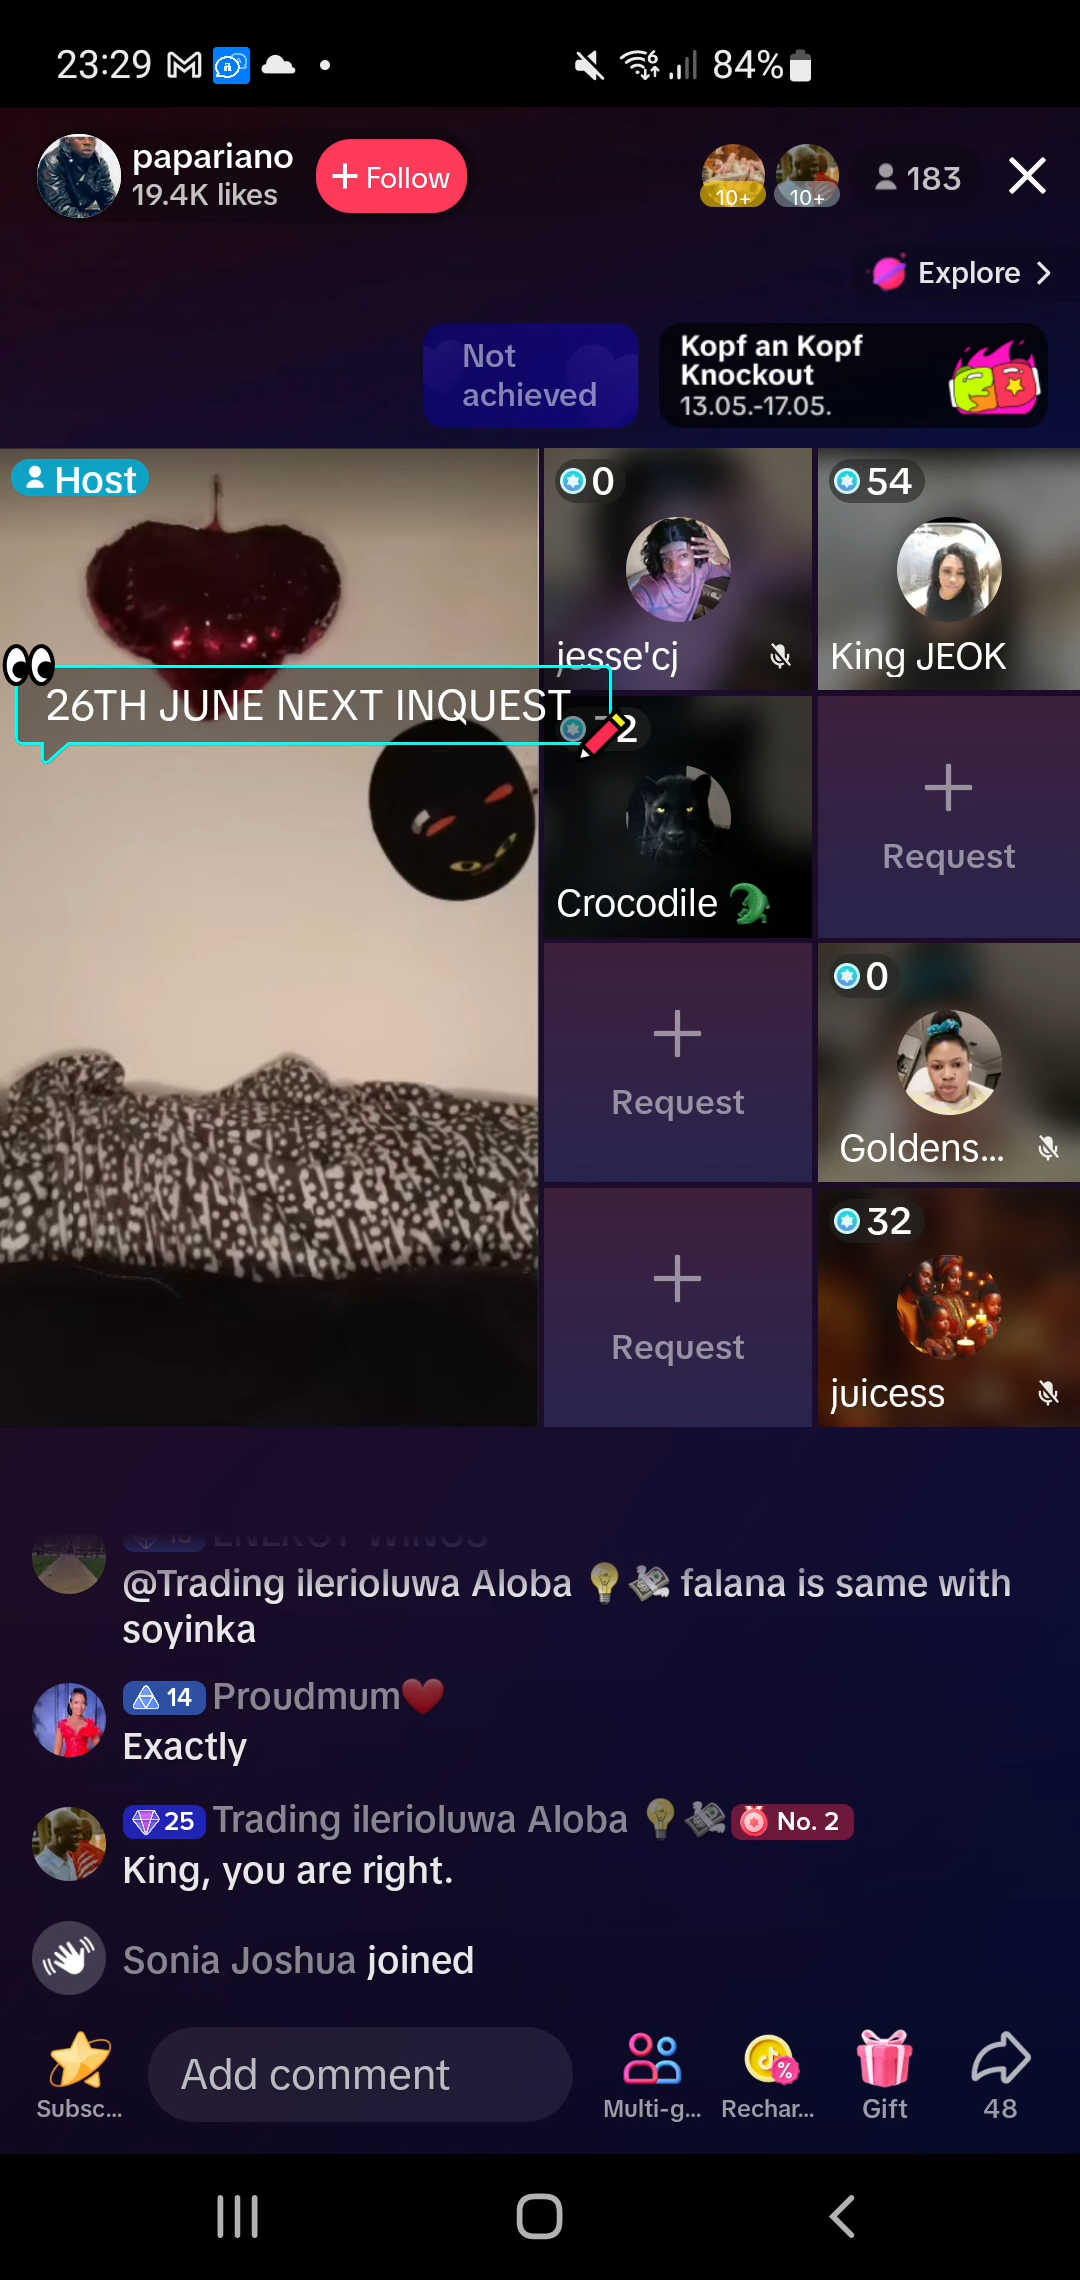 23:29
84%
papariano
19.4K likes
+ Follow
10+
10+
183
Explore
Not
achieved
Kopf an Kopf
Knockout
13.05.-17.05.
Host
0
54
jesse'cj
King JEOK
26TH JUNE NEXT INQUEST
2
Crocodile
Request
0
Request
Goldens...
32
Request
juicess
ENERGY WINGS
@Trading ilerioluwa Aloba falana is same with
soyinka
14 Proudmum
Exactly
25 Trading ilerioluwa Aloba No. 2
King, you are right.
Sonia Joshua joined
Add comment
Subsc...
Multi-g...
Rechar...
Gift
48